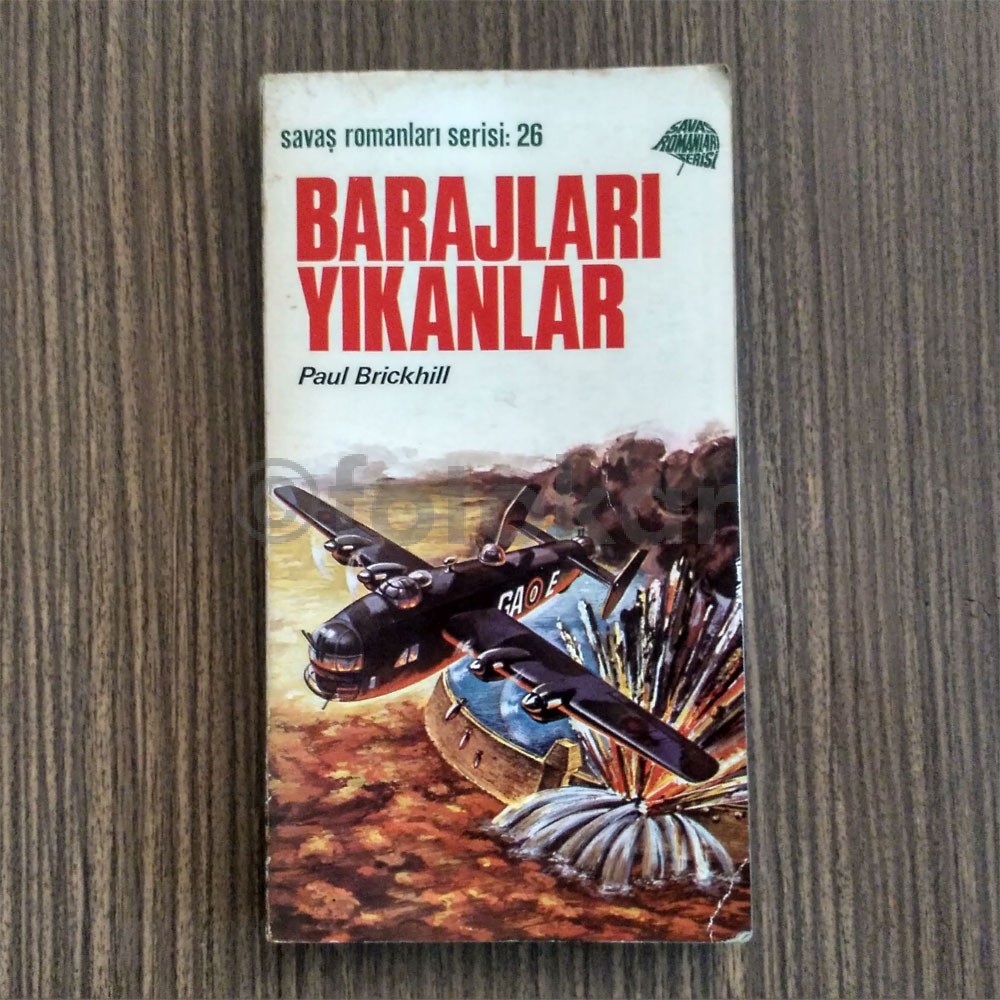 savaş romanları serisi: 26
SAVAŞ
ROMANLARI
SERİSİ
BARAJLARI
YIKANLAR
Paul Brickhill
GA E